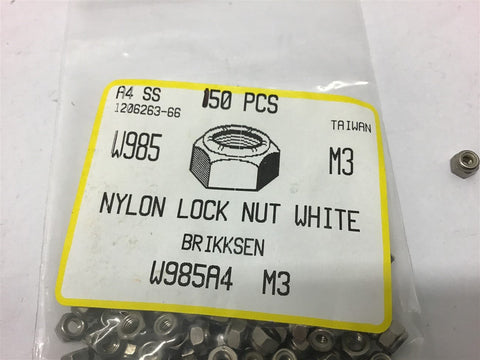 A4 SS 150 PCS
1206263-66
TAIWAN
W985 M3
NYLON LOCK NUT WHITE
BRIKKSEN
W985A4 M3